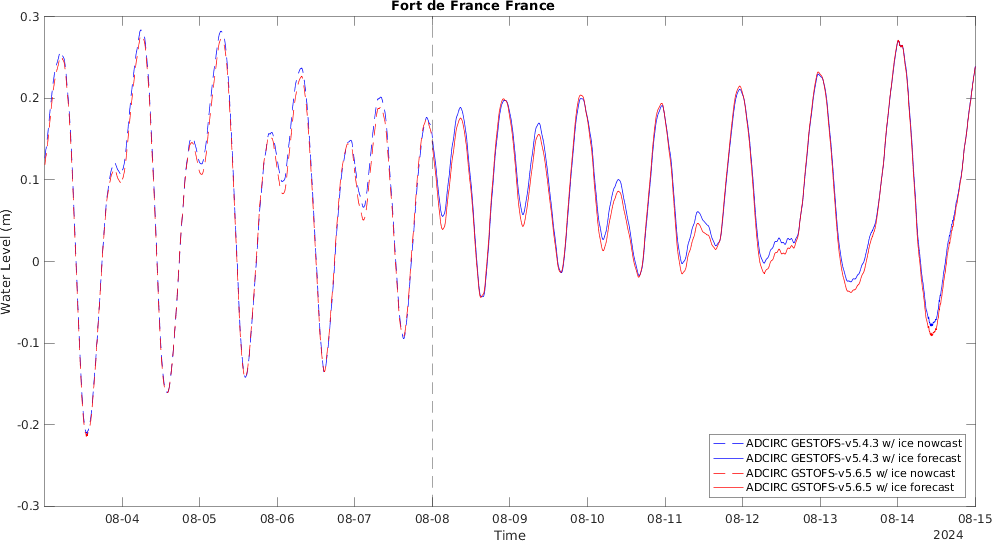 Fort de France France
0.3
0.2
0.1
0
-0.1
-0.2
-0.3
Water Level (m)
08-04 08-05 08-06 08-07 08-08 08-09 08-10 08-11 08-12 08-13 08-14 08-15
Time
2024
ADCIRC GESTOFS-v5.4.3 w/ ice nowcast
ADCIRC GESTOFS-v5.4.3 w/ ice forecast
ADCIRC GSTOFS-v5.6.5 w/ ice nowcast
ADCIRC GSTOFS-v5.6.5 w/ ice forecast